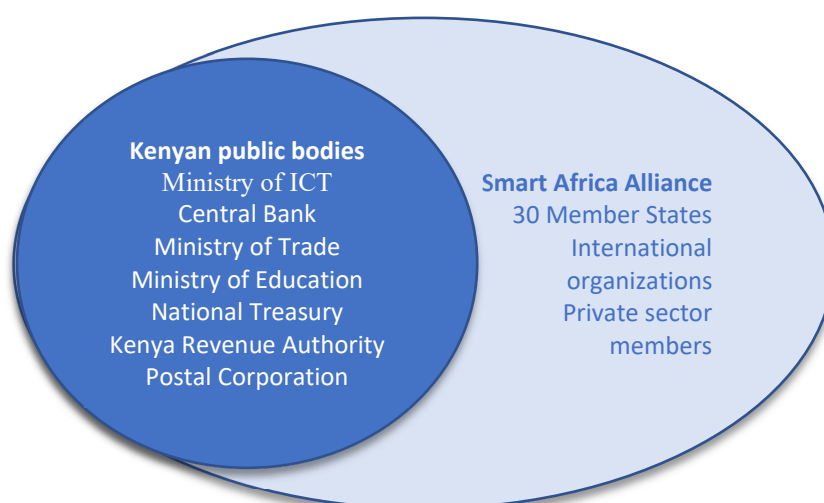 Kenyan public bodies
Ministry of ICT
Central Bank
Ministry of Trade
Ministry of Education
National Treasury
Kenya Revenue Authority
Postal Corporation
Smart Africa Alliance
30 Member States
International
organizations
Private sector
members